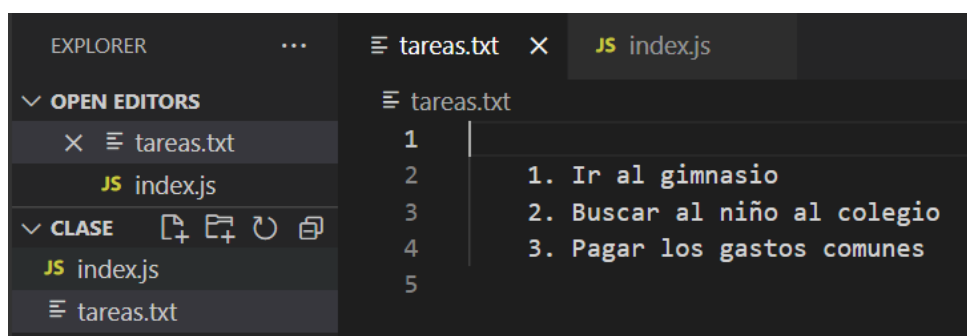 EXPLORER ...
tareas.txt ×
JS index.js
OPEN EDITORS
× tareas.txt
JS index.js
CLASE
JS index.js
tareas.txt
tareas.txt
1
2 1. Ir al gimnasio
3 2. Buscar al niño al colegio
4 3. Pagar los gastos comunes
5